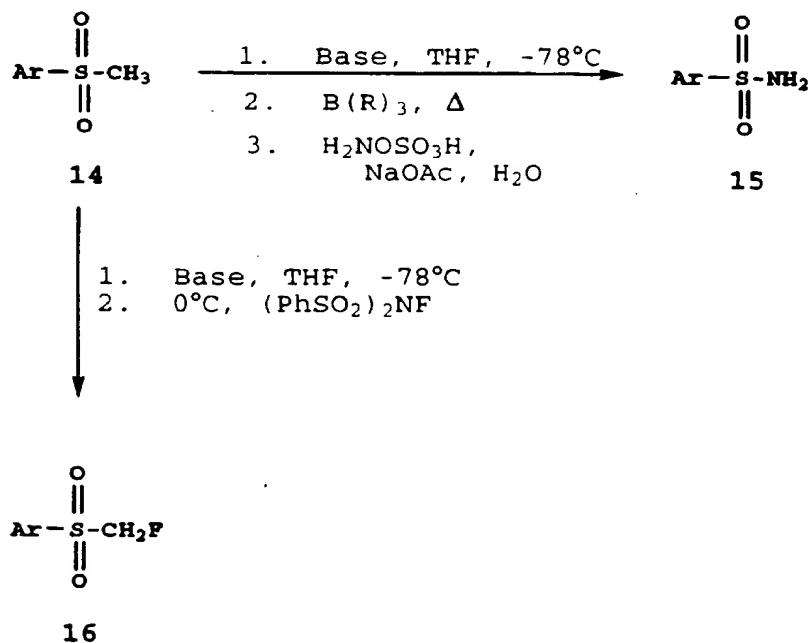 O
Ar-S-CH₃
O
14
1. Base, THF, -78°C
2. B(R)₃, Δ
3. H₂NOSO₃H,
NaOAc, H₂O
O
Ar-S-NH₂
O
15
1. Base, THF, -78°C
2. 0°C, (PhSO₂)₂NF
O
Ar-S-CH₂F
O
16